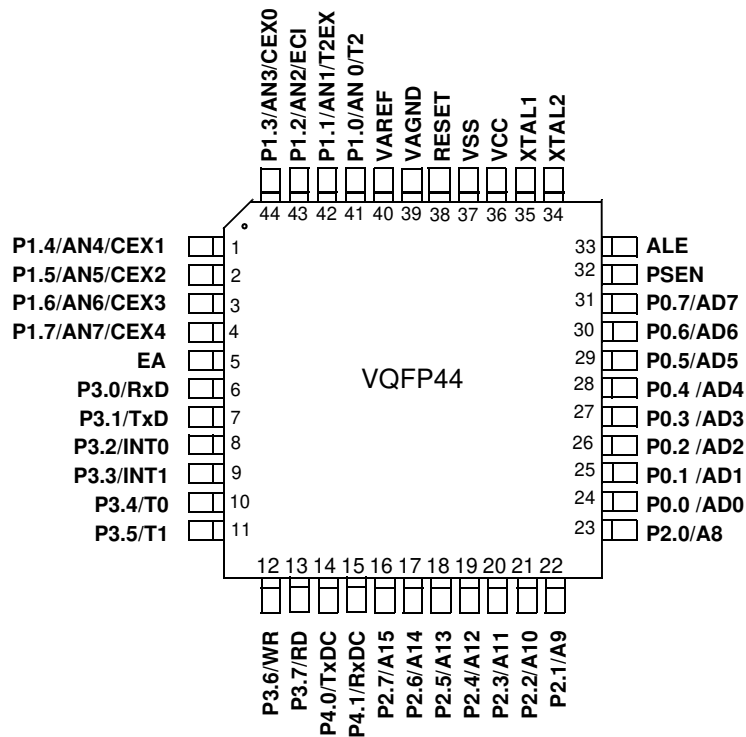 P1.3/AN3/CEX0
P1.2/AN2/ECI
P1.1/AN1/T2EX
P1.0/AN 0/T2
VAREF
VAGND
RESET
VSS
VCC
XTAL1
XTAL2
44 43 42 41 40 39 38 37 36 35 34
P1.4/AN4/CEX1 1
P1.5/AN5/CEX2 2
P1.6/AN6/CEX3 3
P1.7/AN7/CEX4 4
EA 5
P3.0/RxD 6
P3.1/TxD 7
P3.2/INT0 8
P3.3/INT1 9
P3.4/T0 10
P3.5/T1 11
VQFP44
33 ALE
32 PSEN
31 P0.7/AD7
30 P0.6/AD6
29 P0.5/AD5
28 P0.4 /AD4
27 P0.3 /AD3
26 P0.2 /AD2
25 P0.1 /AD1
24 P0.0 /AD0
23 P2.0/A8
12 13 14 15 16 17 18 19 20 21 22
P3.6/WR
P3.7/RD
P4.0/TxDC
P4.1/RxDC
P2.7/A15
P2.6/A14
P2.5/A13
P2.4/A12
P2.3/A11
P2.2/A10
P2.1/A9